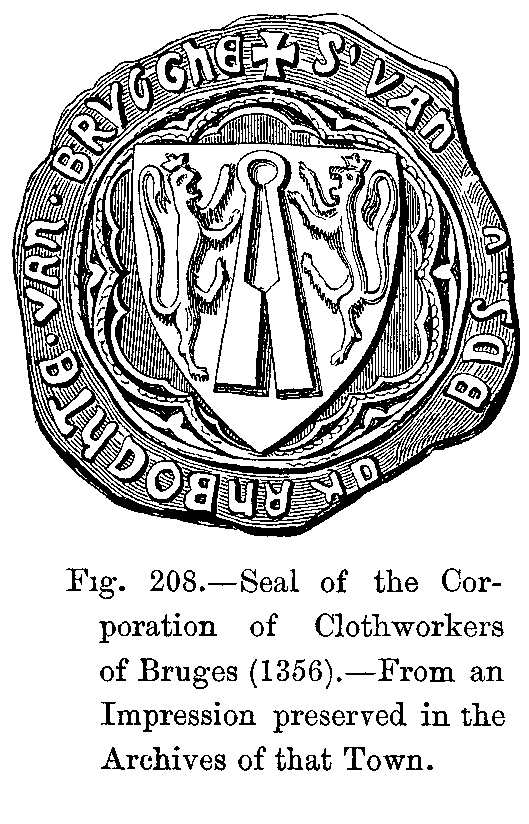 ✠ S' VAN
AMBOCHTE · VAN · BRVGGHE
Fig. 208.—Seal of the Cor-
poration of Clothworkers
of Bruges (1356).—From an
Impression preserved in the
Archives of that Town.